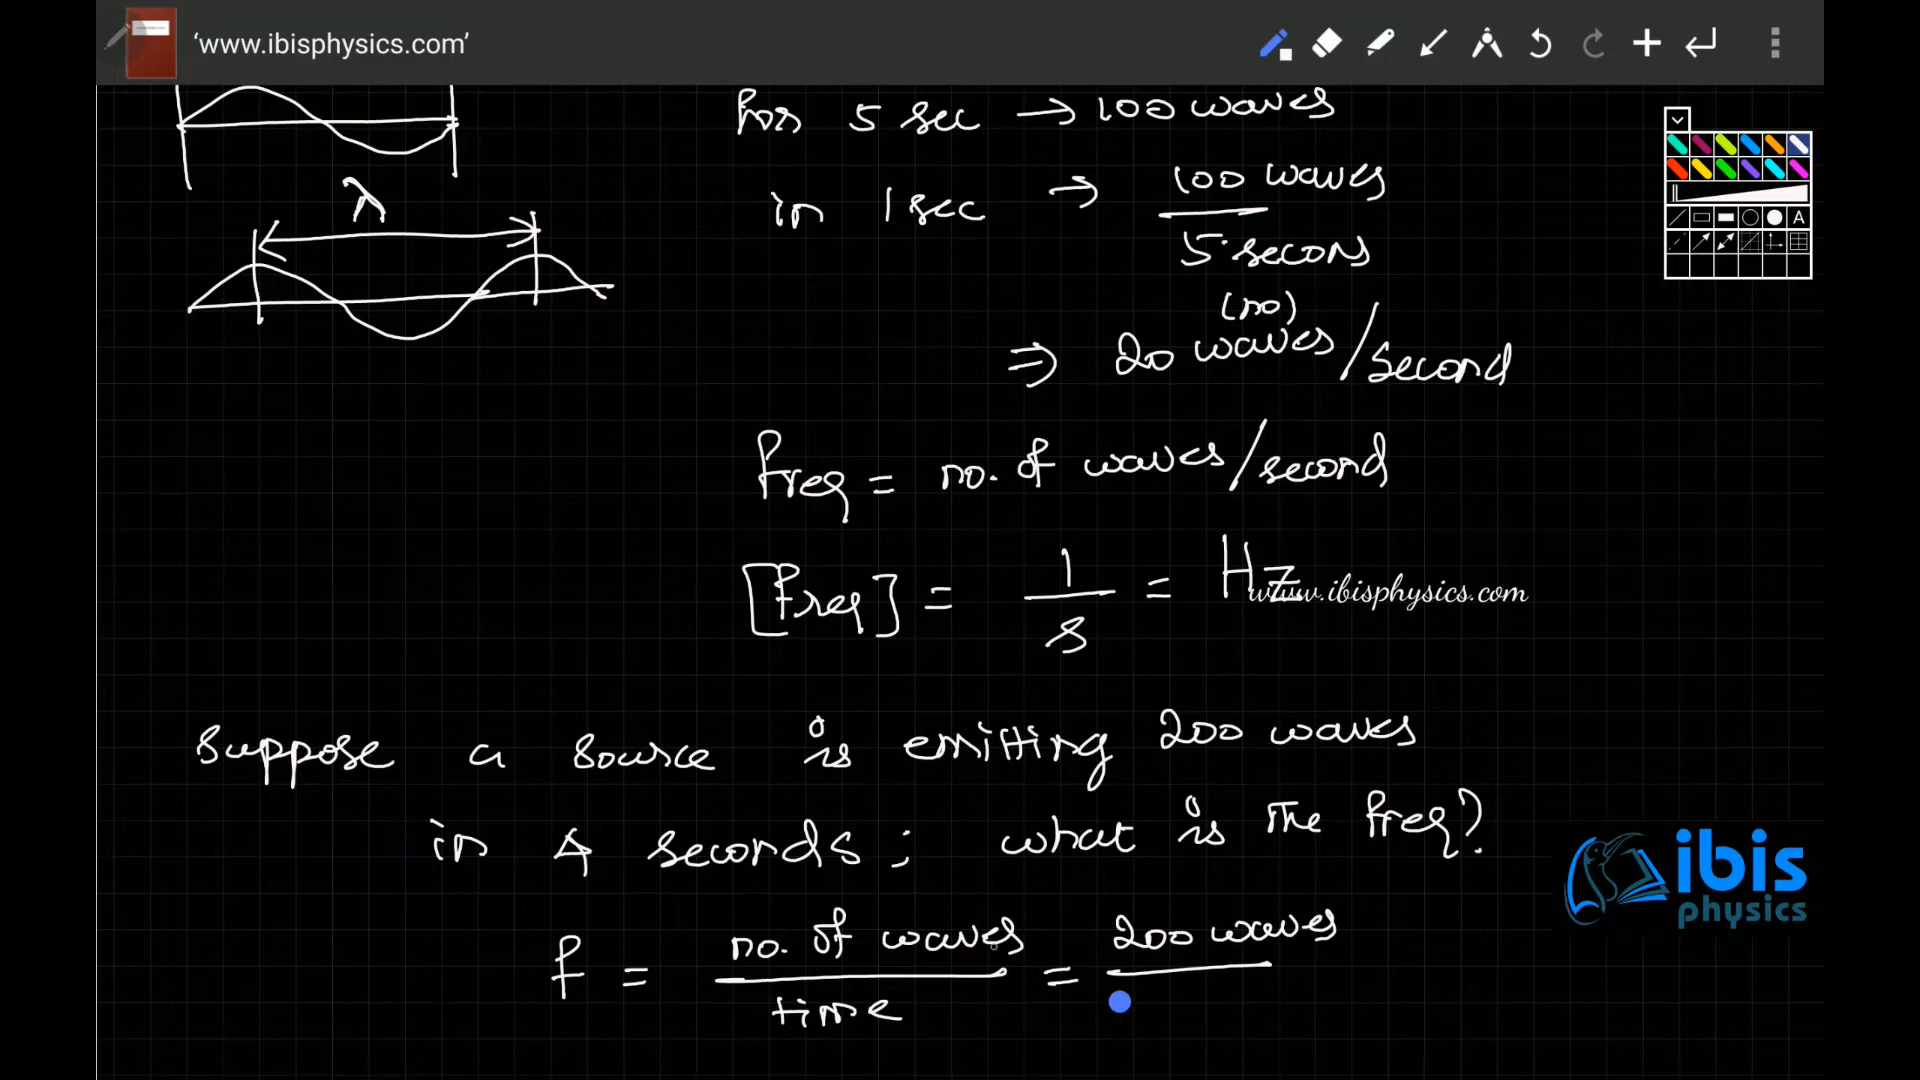 ‘www.ibisphysics.com’
for 5 sec → 100 waves
λ
in 1 sec → 100 waves
5 secons
(no)
⇒ 20 waves/second
freq = no. of waves/second
[freq] = 1/s = Hz
www.ibisphysics.com
suppose a source is emitting 200 waves
in 4 seconds; what is the freq?
ibis
physics
f = no. of waves = 200 waves
time
A